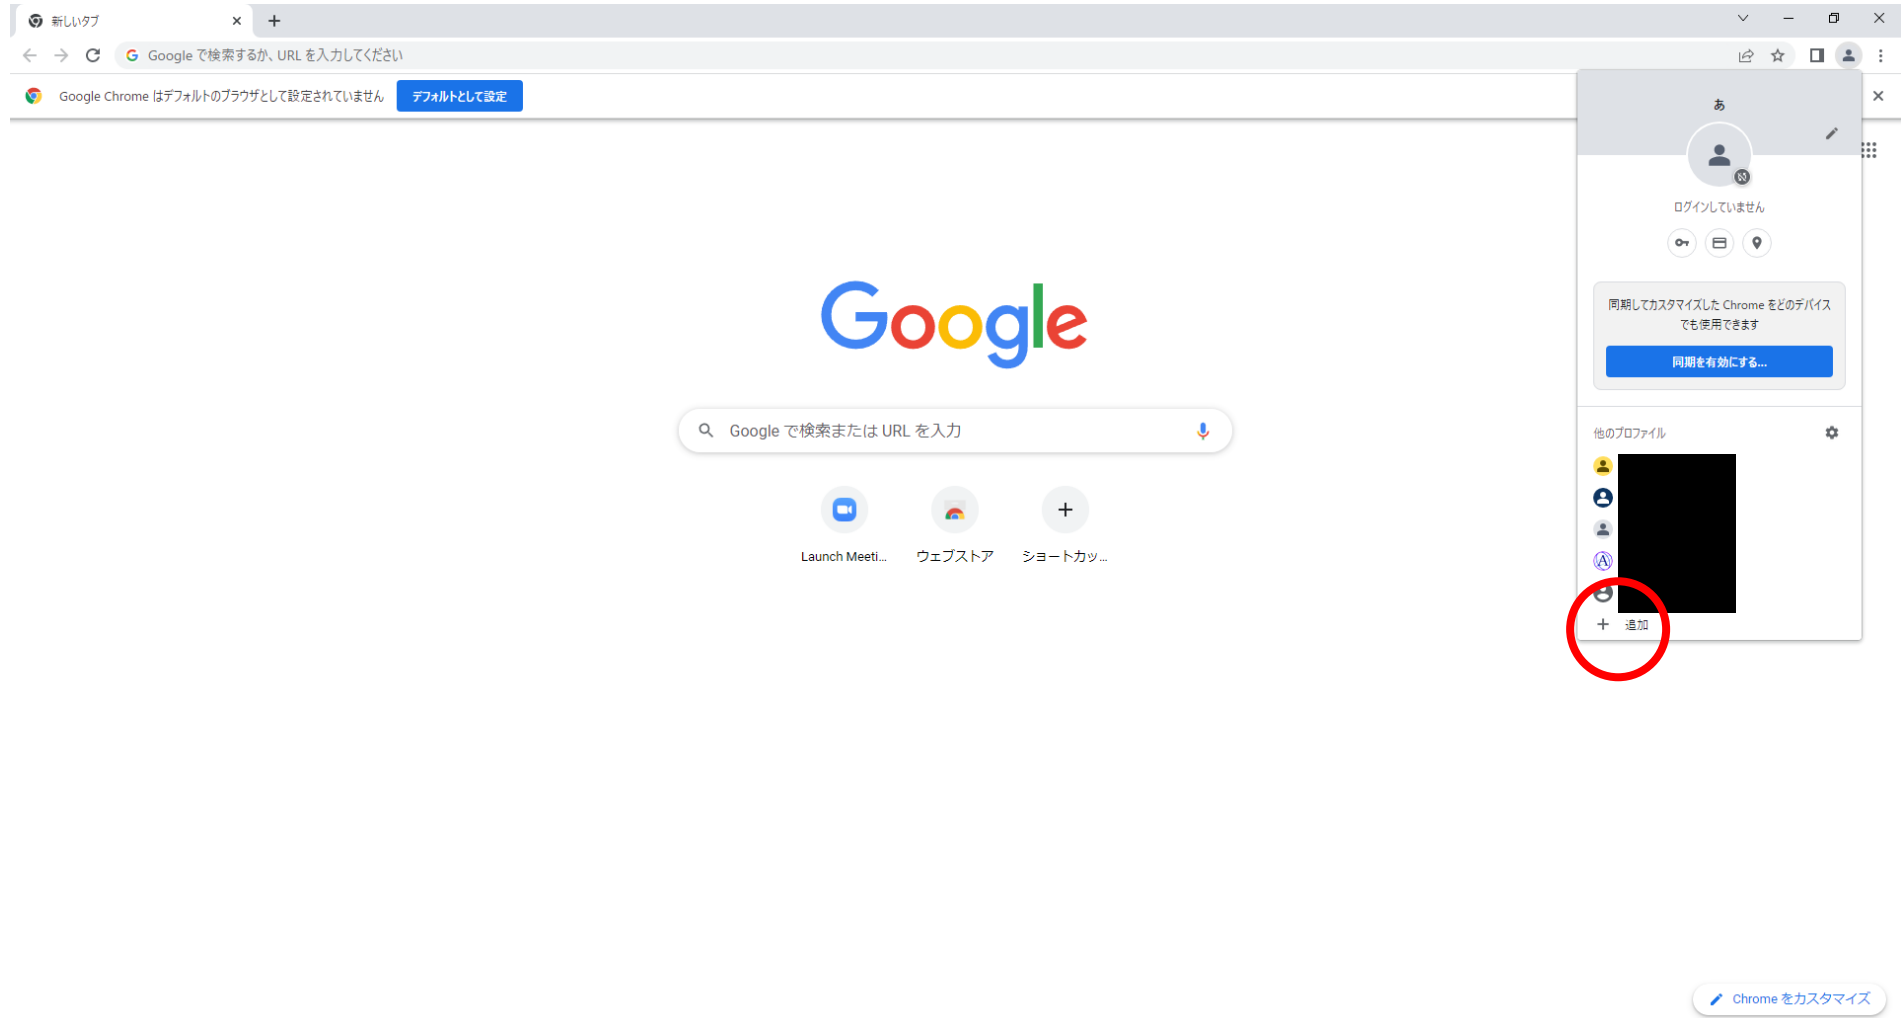 新しいタブ
Google で検索するか、URL を入力してください
Google Chrome はデフォルトのブラウザとして設定されていません
デフォルトとして設定
あ
ログインしていません
同期してカスタマイズした Chrome をどのデバイス
でも使用できます
同期を有効にする...
Google
Google で検索または URL を入力
他のプロファイル
A
Launch Meeti...
ウェブストア
ショートカッ...
追加
Chrome をカスタマイズ